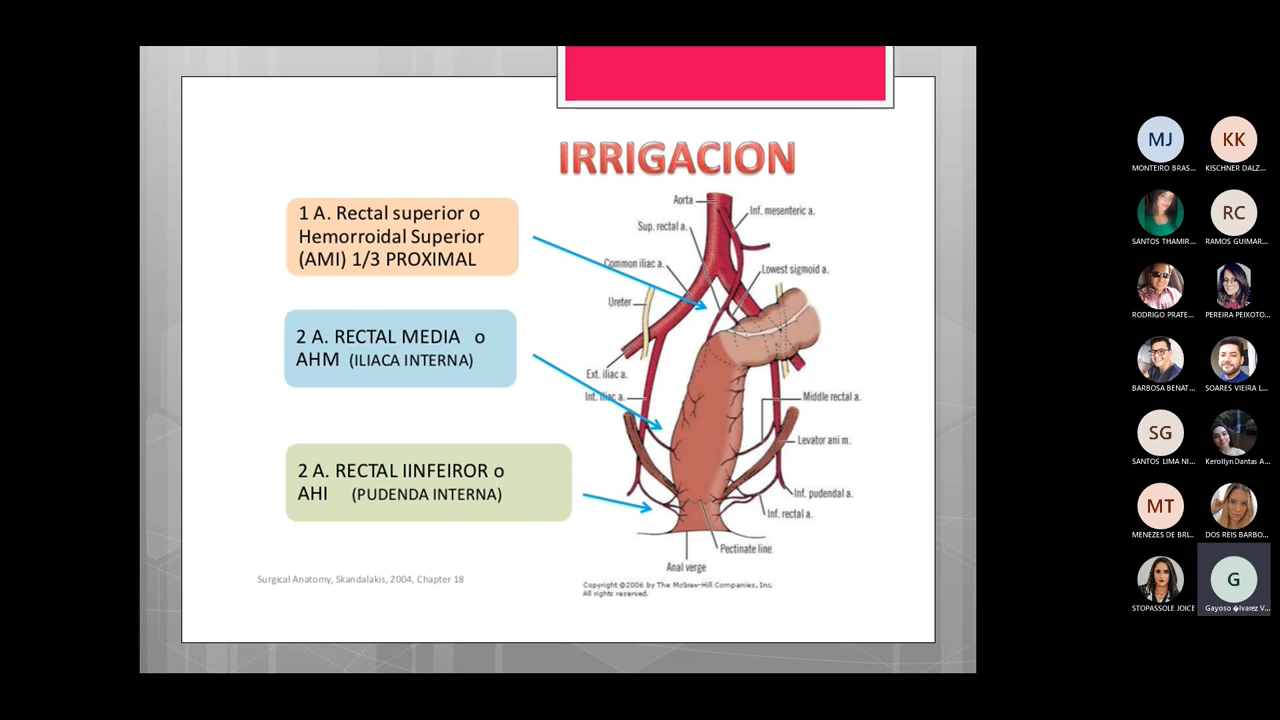 IRRIGACION
1 A. Rectal superior o
Hemorroidal Superior
(AMI) 1/3 PROXIMAL
2 A. RECTAL MEDIA o
AHM (ILIACA INTERNA)
2 A. RECTAL IINFEIROR o
AHI (PUDENDA INTERNA)
Surgical Anatomy, Skandalakis, 2004, Chapter 18
Aorta
Inf. mesenteric a.
Sup. rectal a.
Common iliac a.
Lowest sigmoid a.
Ureter
Ext. iliac a.
Int. iliac a.
Middle rectal a.
Levator ani m.
Inf. pudendal a.
Inf. rectal a.
Pectinate line
Anal verge
Copyright ©2006 by The McGraw-Hill Companies, Inc.
All rights reserved.
MJ
MONTEIRO BRAS...
KK
KISCHNER DALZ...
SANTOS THAMIR...
RC
RAMOS GUIMAR...
RODRIGO PRATE...
PEREIRA PEIXOTO...
BARBOSA BENAT...
SOARES VIEIRA L...
SG
SANTOS LIMA NI...
Kerollyn Dantas A...
MT
MENEZES DE BRI...
DOS REIS BARBO...
STOPASSOLE JOICE
G
Gayoso �lvarez V...